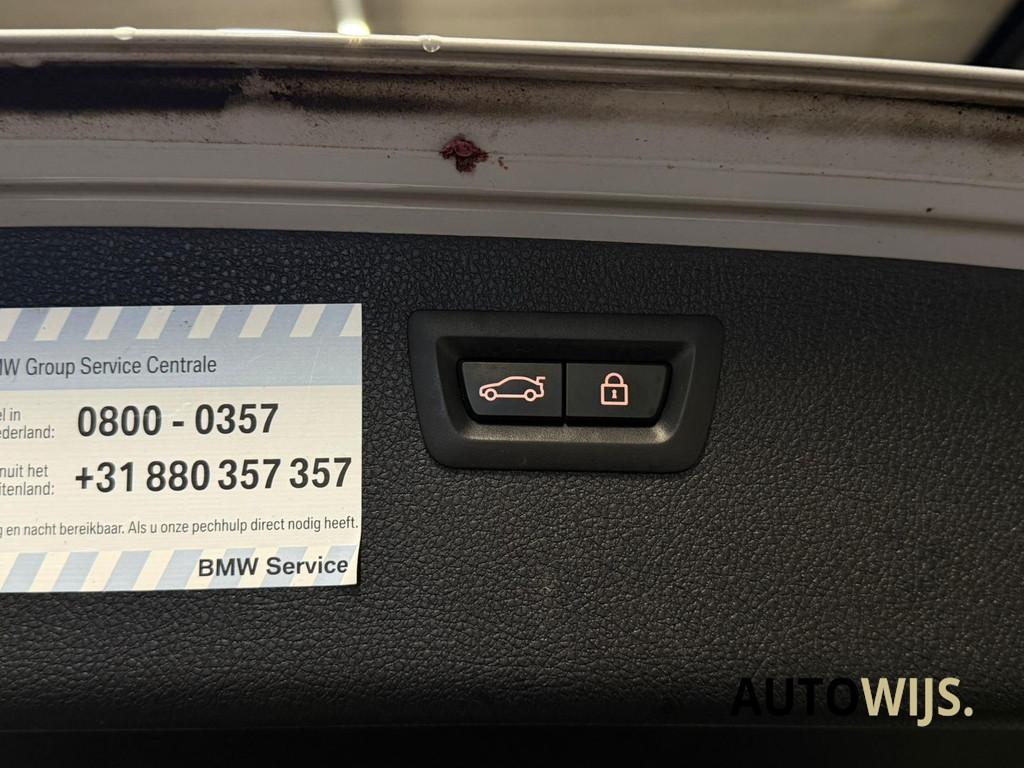 MW Group Service Centrale
el in
ederland:
0800 - 0357
nuit het
itenland:
+31 880 357 357
g en nacht bereikbaar. Als u onze pechhulp direct nodig heeft.
BMW Service
AUTOWIJS.